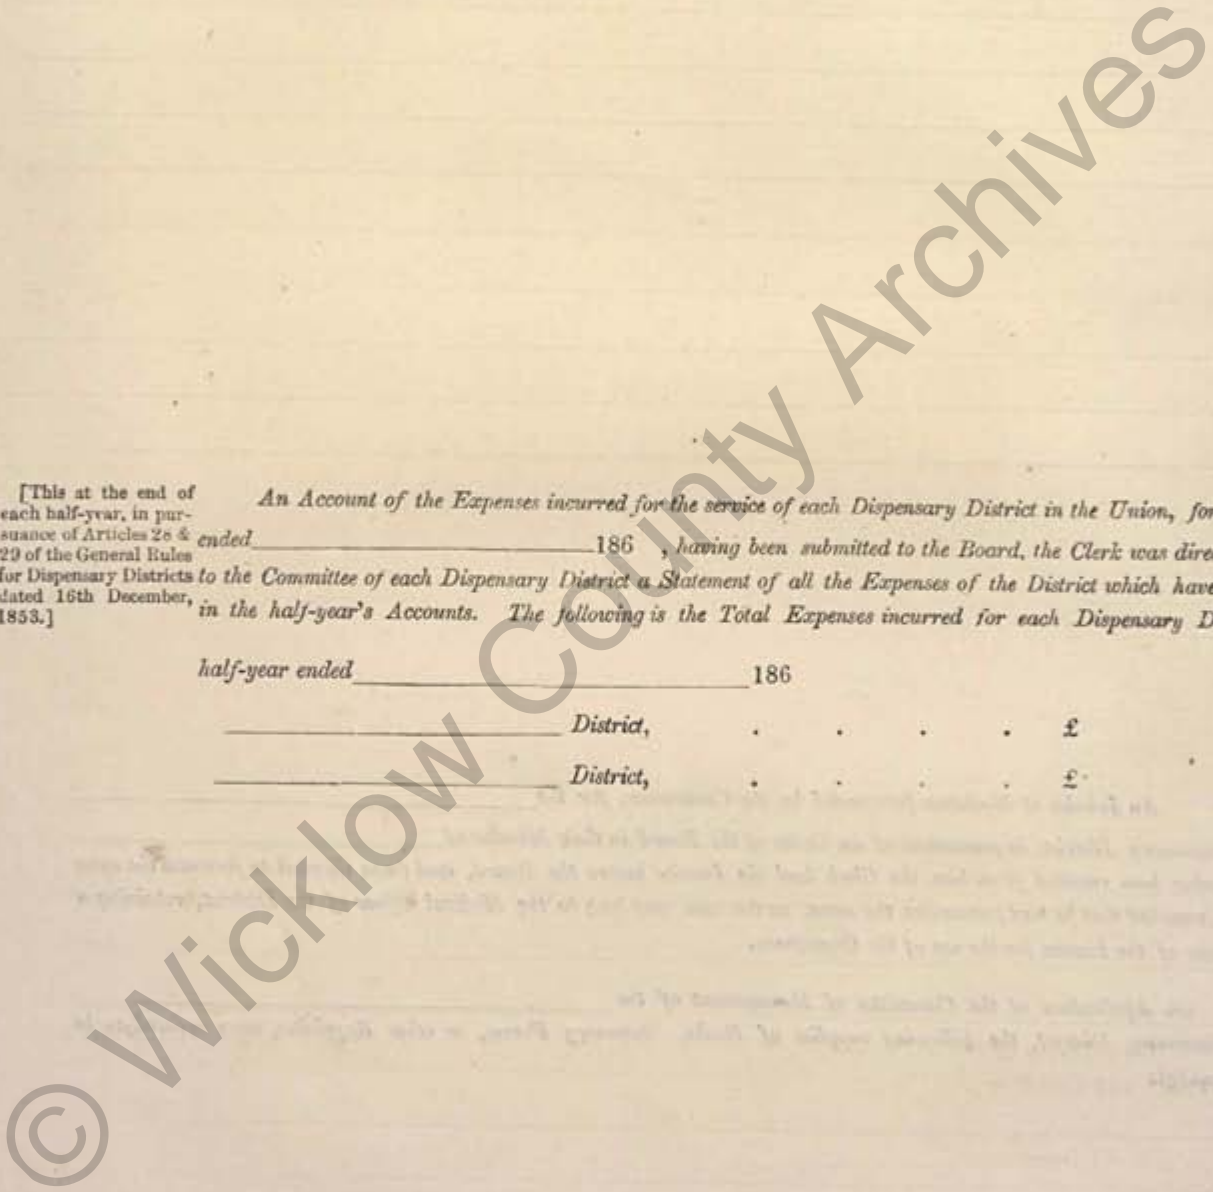 [This at the end of
each half-year, in pur-
suance of Articles 28 &
29 of the General Rules
for Dispensary Districts
dated 16th December,
1853.]
An Account of the Expenses incurred for the service of each Dispensary District in the Union, for
ended 186 , having been submitted to the Board, the Clerk was dire
to the Committee of each Dispensary District a Statement of all the Expenses of the District which have
in the half-year's Accounts. The following is the Total Expenses incurred for each Dispensary D
half-year ended 186
District, . . . . £
District, . . . . £
© Wicklow County Archives